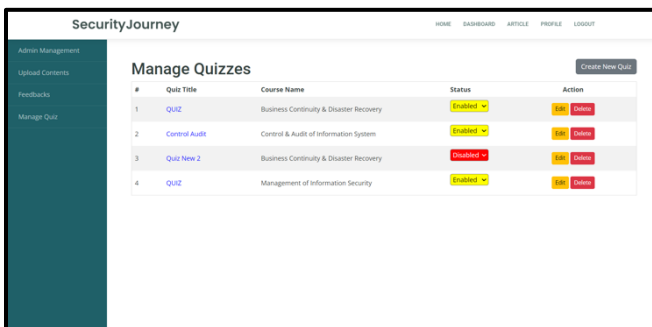 SecurityJourney
HOME DASHBOARD ARTICLE PROFILE LOGOUT
Admin Management
Upload Contents
Feedbacks
Manage Quiz
Manage Quizzes
Create New Quiz
# Quiz Title Course Name Status Action
1 QUIZ Business Continuity & Disaster Recovery Enabled Edit Delete
2 Control Audit Control & Audit of Information System Enabled Edit Delete
3 Quiz New 2 Business Continuity & Disaster Recovery Disabled Edit Delete
4 QUIZ Management of Information Security Enabled Edit Delete